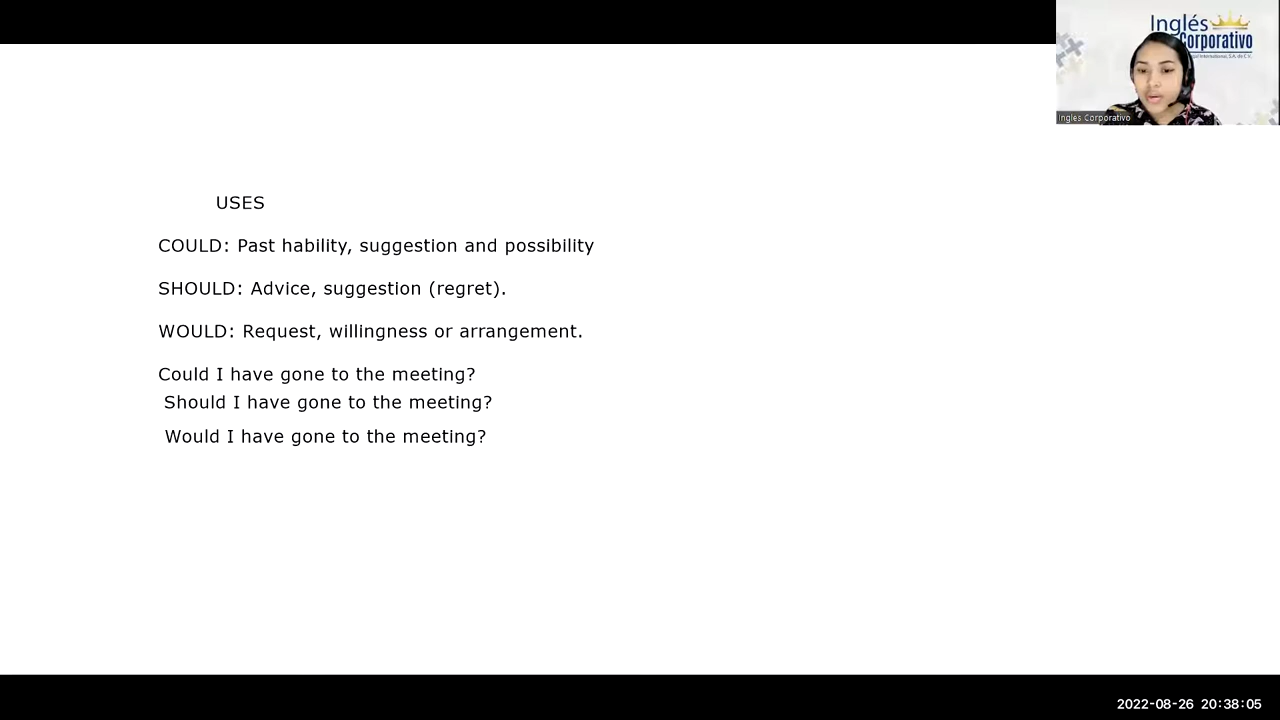 Inglés
Corporativo
Ingles Corporativo
USES
COULD: Past hability, suggestion and possibility
SHOULD: Advice, suggestion (regret).
WOULD: Request, willingness or arrangement.
Could I have gone to the meeting?
Should I have gone to the meeting?
Would I have gone to the meeting?
2022-08-26 20:38:05